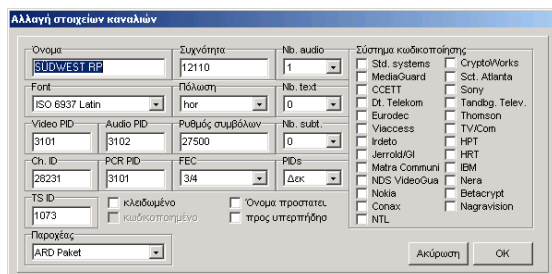 Αλλαγή στοιχείων καναλιών
Όνομα
SÜDWEST RP
Συχνότητα
12110
Nb. audio
1
Font
ISO 6937 Latin
Πόλωση
hor
Nb. text
0
Video PID
3101
Audio PID
3102
Ρυθμός συμβόλων
27500
Nb. subt.
0
Ch. ID
28231
PCR PID
3101
FEC
3/4
PIDs
Δεκ
TS ID
1073
κλειδωμένο
κωδικοποιημένο
Όνομα προστατει
προς υπερπήδησ
Παροχέας
ARD Paket
Σύστημα κωδικοποίησης
Std. systems
MediaGuard
CCETT
Dt. Telekom
Eurodec
Viaccess
Irdeto
Jerrold/GI
Matra Communi
NDS VideoGua
Nokia
Conax
NTL
CryptoWorks
Sct. Atlanta
Sony
Tandbg. Telev.
Thomson
TV/Com
HPT
HRT
IBM
Nera
Betacrypt
Nagravision
Ακύρωση
OK